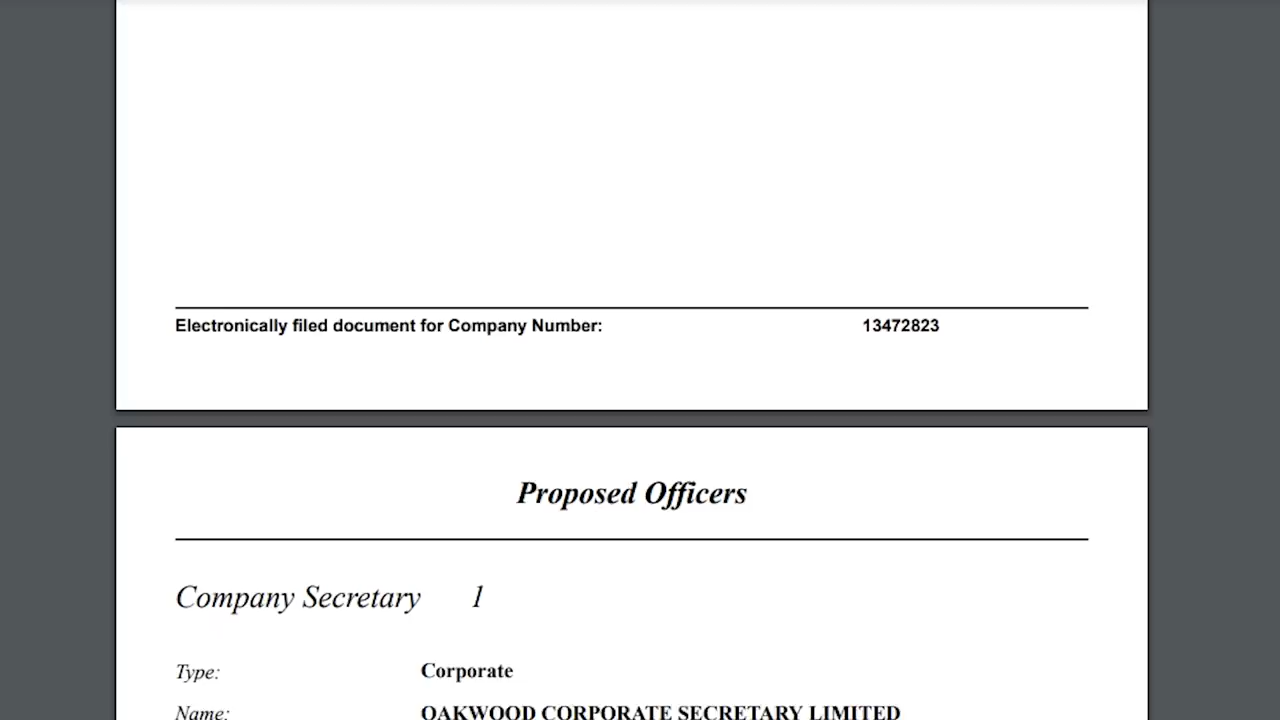 Electronically filed document for Company Number: 13472823
Proposed Officers
Company Secretary 1
Type: Corporate
Name: OAKWOOD CORPORATE SECRETARY LIMITED